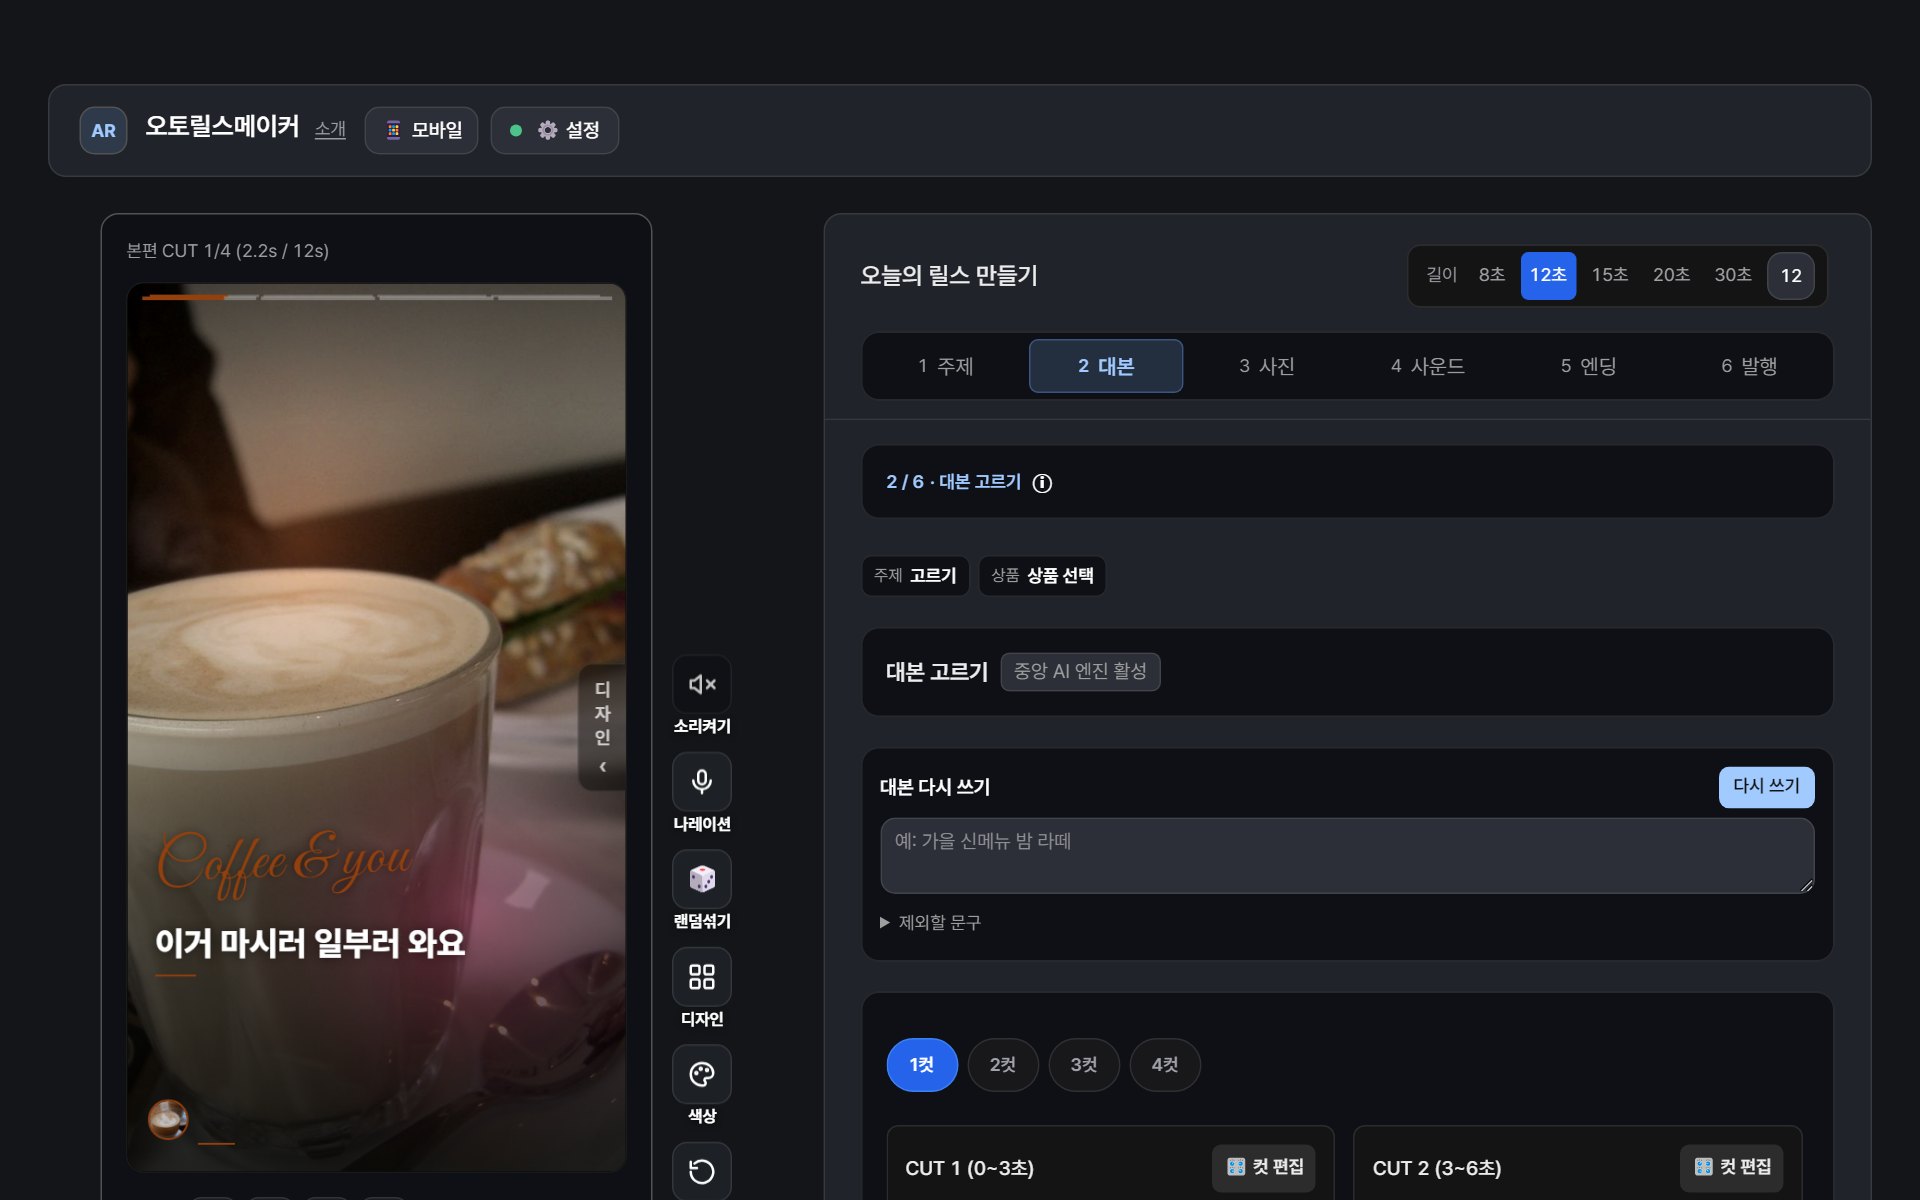 AR 오토릴스메이커 소개 모바일 설정
본편 CUT 1/4 (2.2s / 12s)
디자인
Coffee & you
이거 마시러 일부러 와요
소리켜기
나레이션
랜덤섞기
디자인
색상
오늘의 릴스 만들기
길이 8초 12초 15초 20초 30초 12
1 주제 2 대본 3 사진 4 사운드 5 엔딩 6 발행
2 / 6 · 대본 고르기
주제 고르기 상품 상품 선택
대본 고르기 중앙 AI 엔진 활성
대본 다시 쓰기 다시 쓰기
예: 가을 신메뉴 밤 라떼
제외할 문구
1컷 2컷 3컷 4컷
CUT 1 (0~3초) 컷 편집 CUT 2 (3~6초) 컷 편집